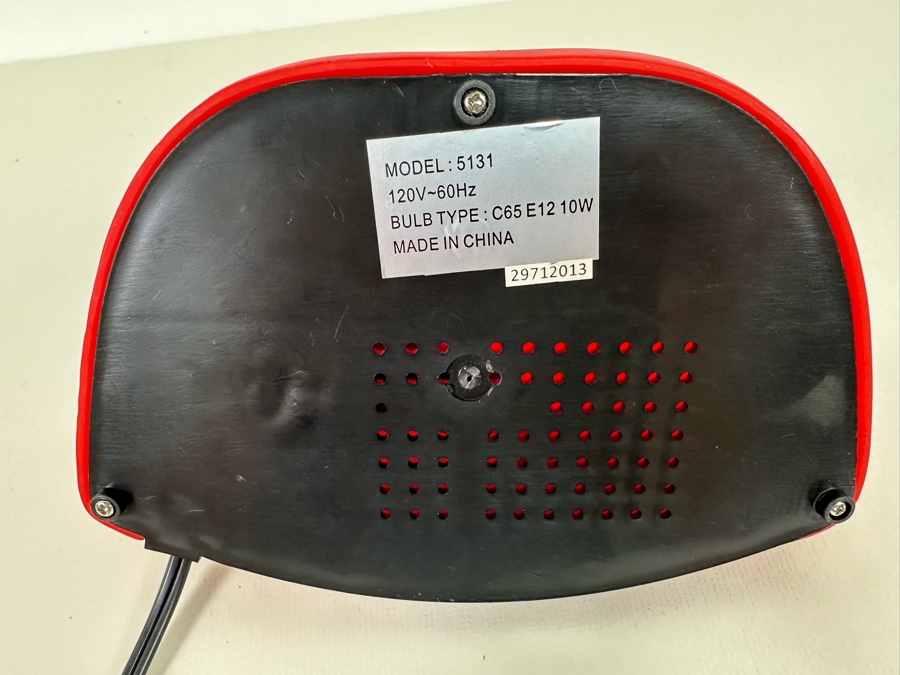 MODEL : 5131
120V~60Hz
BULB TYPE : C65 E12 10W
MADE IN CHINA
29712013